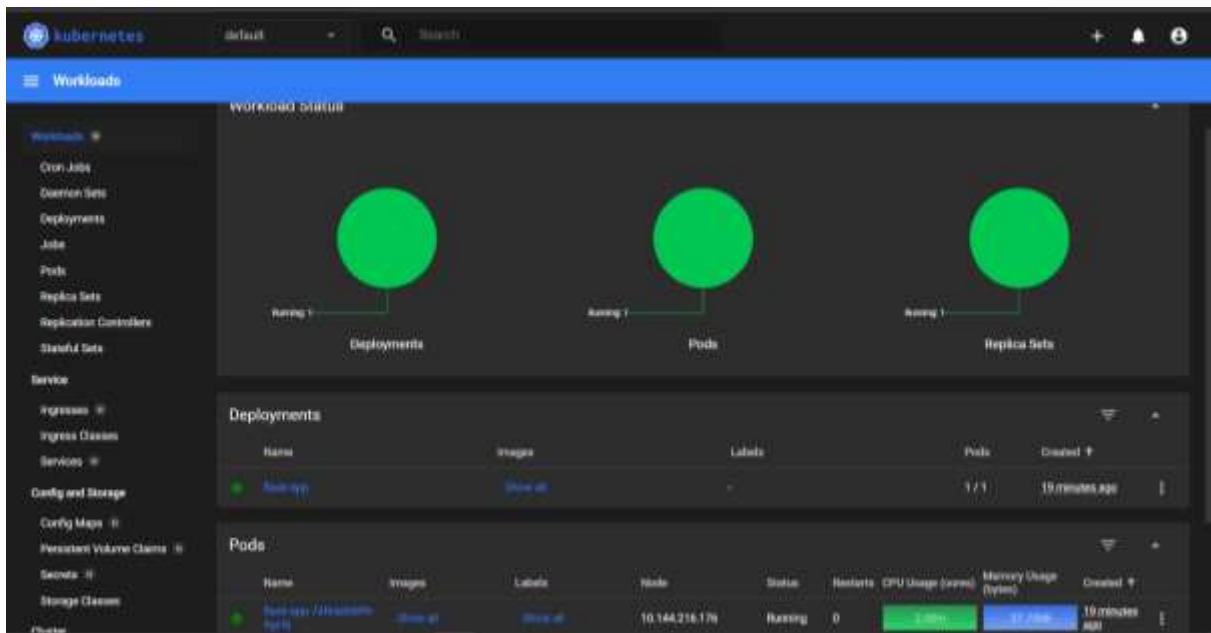 kubernetes
default
Search
Workloads
Workload Status
Workloads N
Cron Jobs
Daemon Sets
Deployments
Jobs
Pods
Replica Sets
Replication Controllers
Stateful Sets
Service
Ingresses N
Ingress Classes
Services N
Config and Storage
Config Maps N
Persistent Volume Claims N
Secrets N
Storage Classes
Cluster
Running 1
Deployments
Running 1
Pods
Running 1
Replica Sets
Deployments
Name Images Labels Pods Created ↑
Show all - 1 / 1 19 minutes ago
Pods
Name Images Labels Node Status Restarts CPU Usage (cores) Memory Usage (bytes) Created ↑
Show all Show all 10.144.216.176 Running 0 19 minutes ago